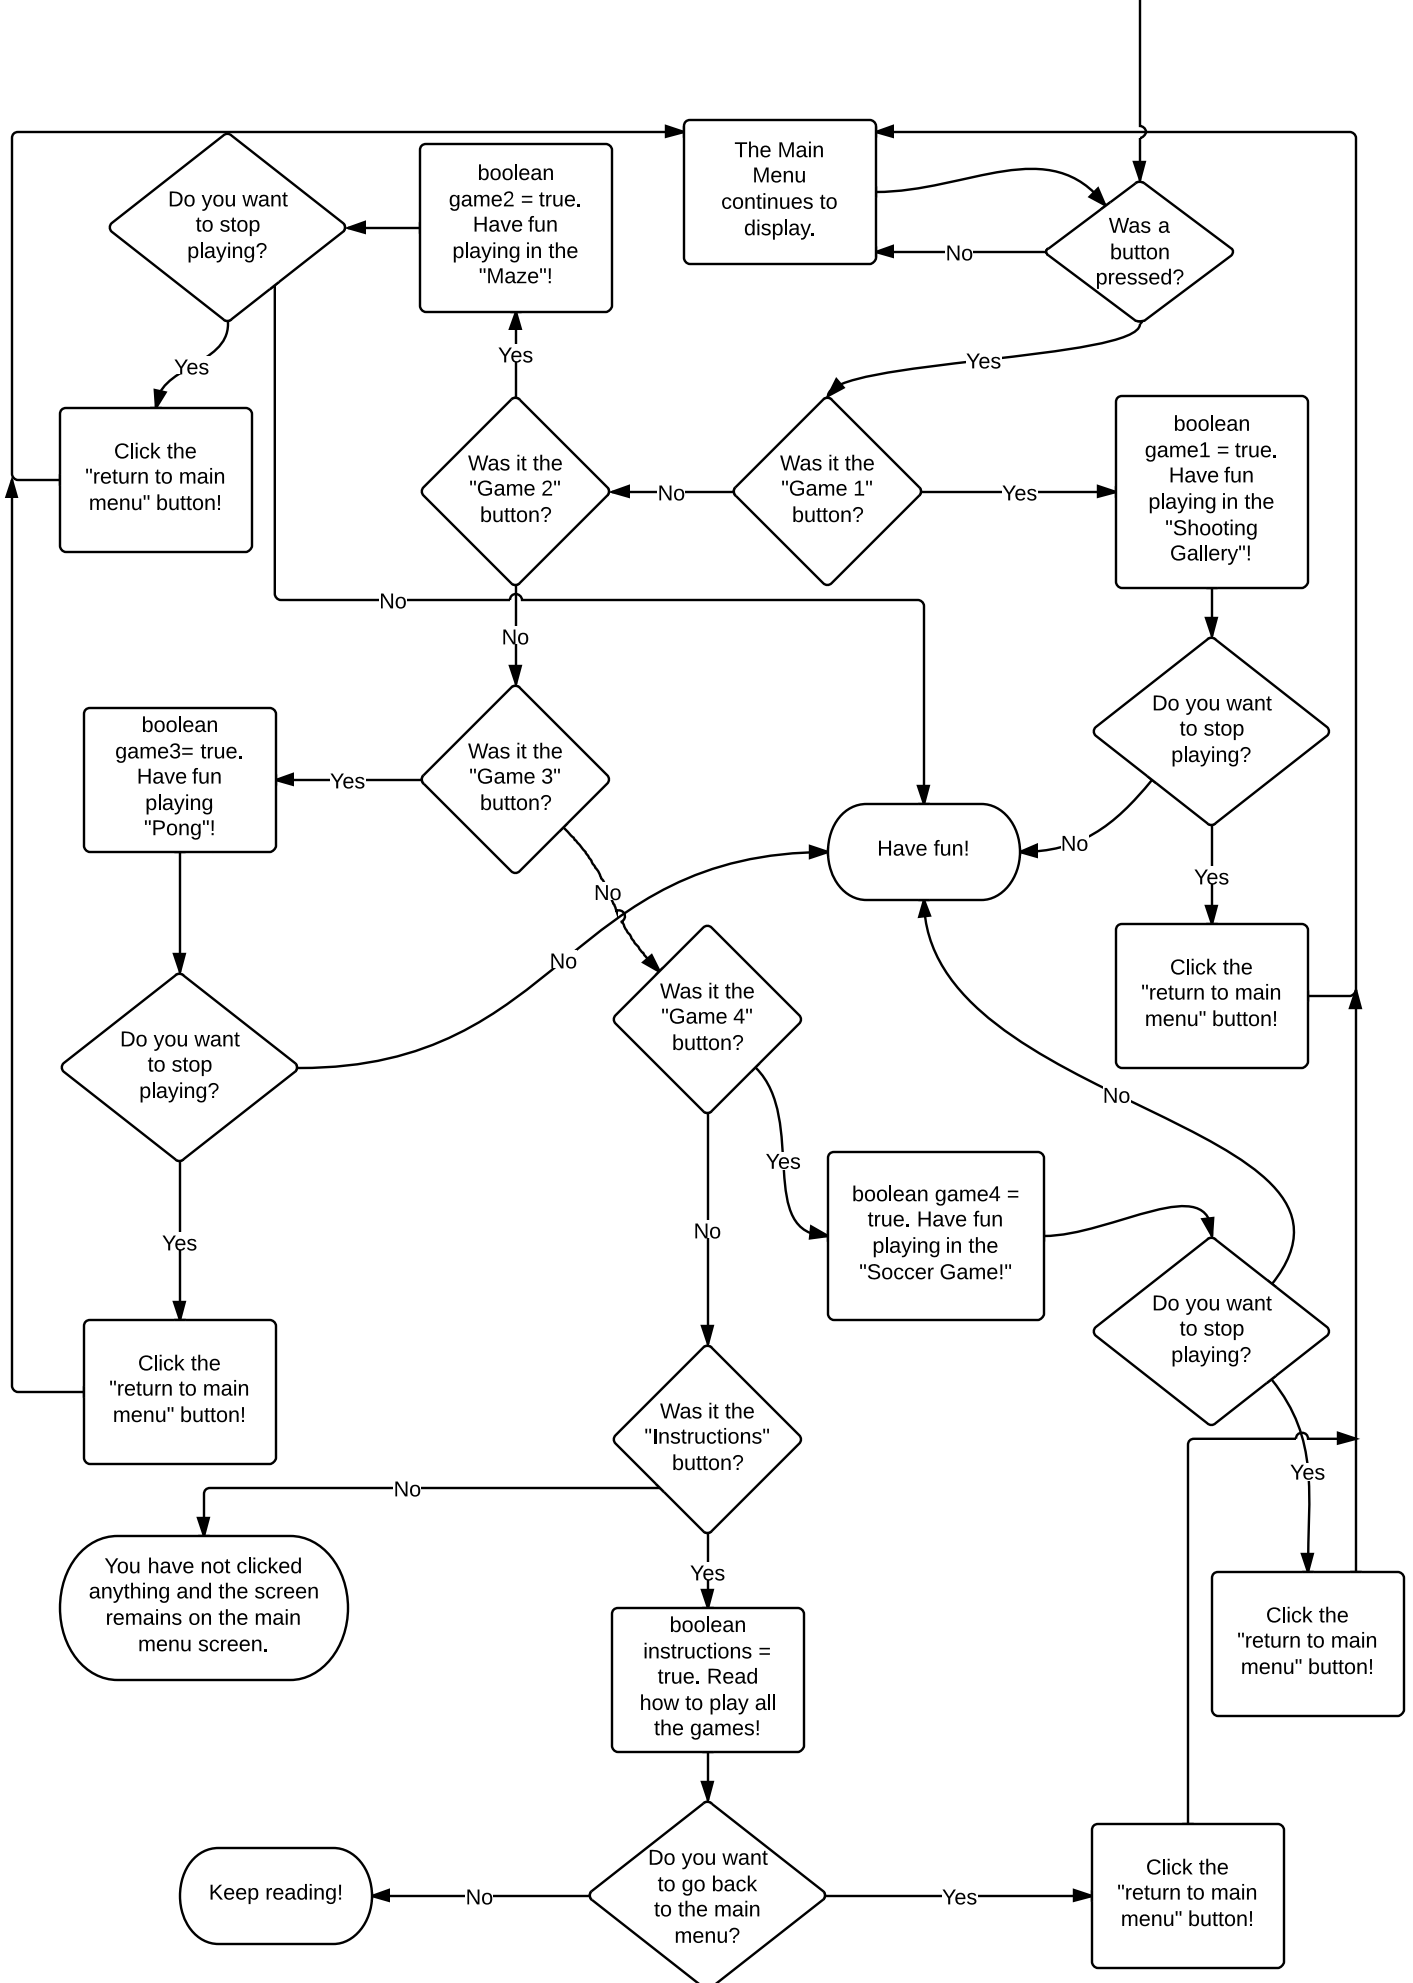 The Main
Menu
continues to
display.
Was a
button
pressed?
No
Yes
boolean
game2 = true.
Have fun
playing in the
"Maze"!
Do you want
to stop
playing?
Yes
Click the
"return to main
menu" button!
No
Yes
Was it the
"Game 2"
button?
No
Was it the
"Game 1"
button?
Yes
boolean
game1 = true.
Have fun
playing in the
"Shooting
Gallery"!
No
Do you want
to stop
playing?
No
Yes
Click the
"return to main
menu" button!
Have fun!
Was it the
"Game 3"
button?
Yes
boolean
game3= true.
Have fun
playing
"Pong"!
No
Do you want
to stop
playing?
No
Yes
Click the
"return to main
menu" button!
Was it the
"Game 4"
button?
Yes
boolean game4 =
true. Have fun
playing in the
"Soccer Game!"
No
Do you want
to stop
playing?
No
Yes
Click the
"return to main
menu" button!
Was it the
"Instructions"
button?
No
You have not clicked
anything and the screen
remains on the main
menu screen.
Yes
boolean
instructions =
true. Read
how to play all
the games!
Do you want
to go back
to the main
menu?
No
Keep reading!
Yes
Click the
"return to main
menu" button!